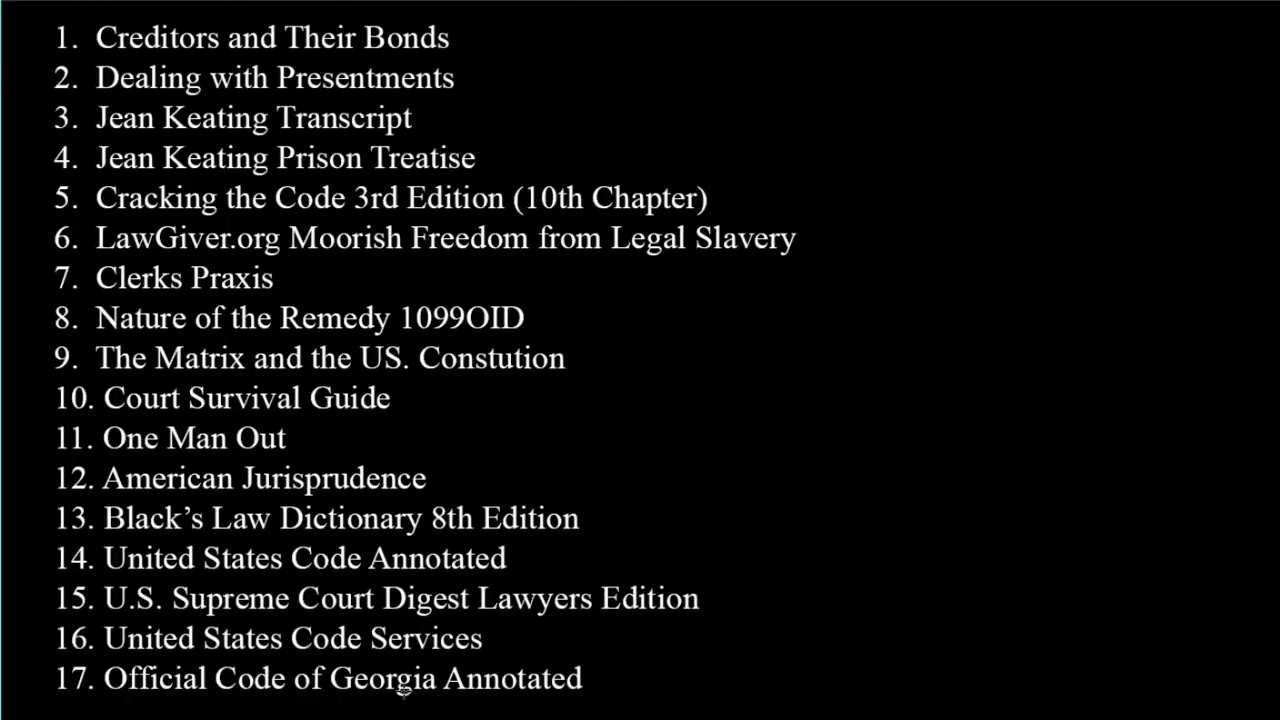 1. Creditors and Their Bonds
2. Dealing with Presentments
3. Jean Keating Transcript
4. Jean Keating Prison Treatise
5. Cracking the Code 3rd Edition (10th Chapter)
6. LawGiver.org Moorish Freedom from Legal Slavery
7. Clerks Praxis
8. Nature of the Remedy 1099OID
9. The Matrix and the US. Constution
10. Court Survival Guide
11. One Man Out
12. American Jurisprudence
13. Black’s Law Dictionary 8th Edition
14. United States Code Annotated
15. U.S. Supreme Court Digest Lawyers Edition
16. United States Code Services
17. Official Code of Georgia Annotated